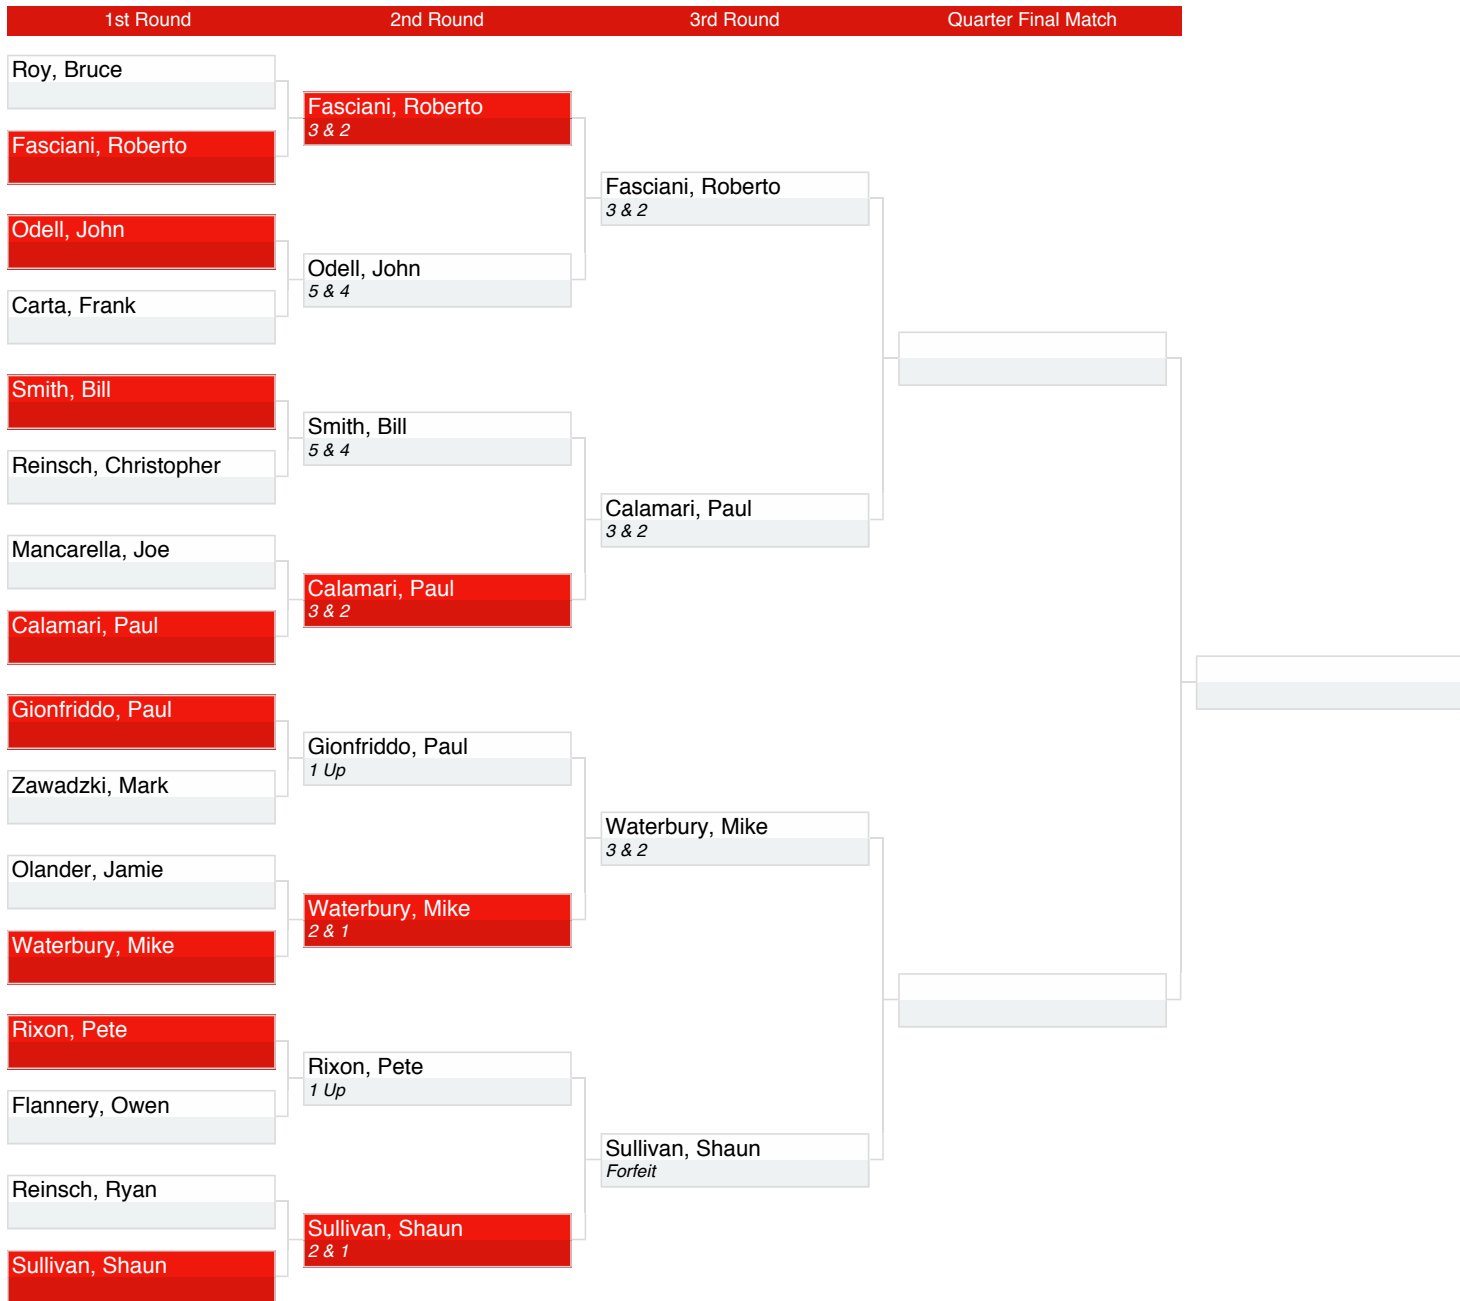 1st Round
2nd Round
3rd Round
Quarter Final Match
Roy, Bruce
Fasciani, Roberto
Odell, John
Carta, Frank
Smith, Bill
Reinsch, Christopher
Mancarella, Joe
Calamari, Paul
Gionfriddo, Paul
Zawadzki, Mark
Olander, Jamie
Waterbury, Mike
Rixon, Pete
Flannery, Owen
Reinsch, Ryan
Sullivan, Shaun
Fasciani, Roberto
3 & 2
Odell, John
5 & 4
Smith, Bill
5 & 4
Calamari, Paul
3 & 2
Gionfriddo, Paul
1 Up
Waterbury, Mike
2 & 1
Rixon, Pete
1 Up
Sullivan, Shaun
2 & 1
Fasciani, Roberto
3 & 2
Calamari, Paul
3 & 2
Waterbury, Mike
3 & 2
Sullivan, Shaun
Forfeit